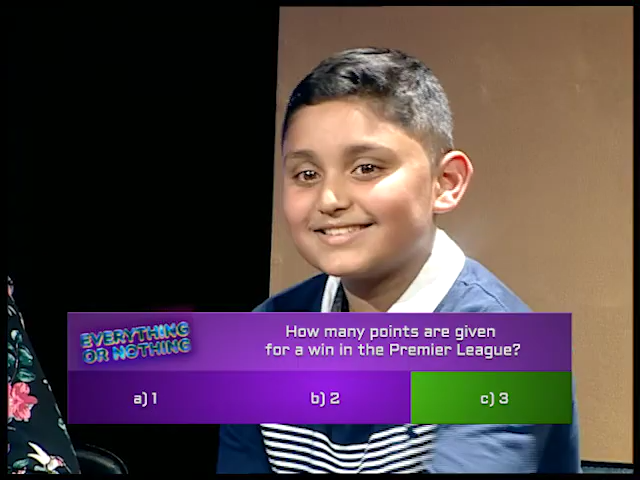 EVERYTHING
OR NOTHING
How many points are given
for a win in the Premier League?
a) 1
b) 2
c) 3